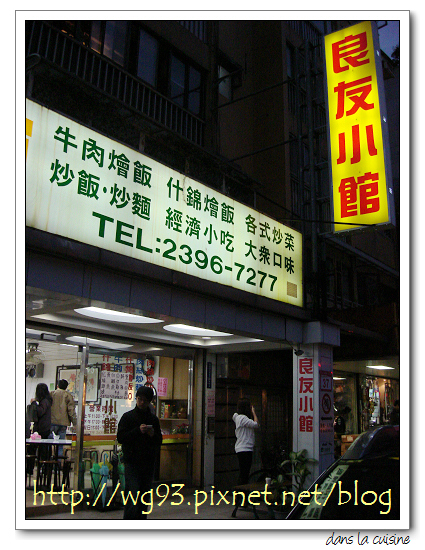 良友小館
牛肉燴飯 什錦燴飯 各式炒菜
炒飯·炒麵 經濟小吃 大衆口味
TEL:2396-7277
良友小館
http://wg93.pixnet.net/blog
dans la cuisine